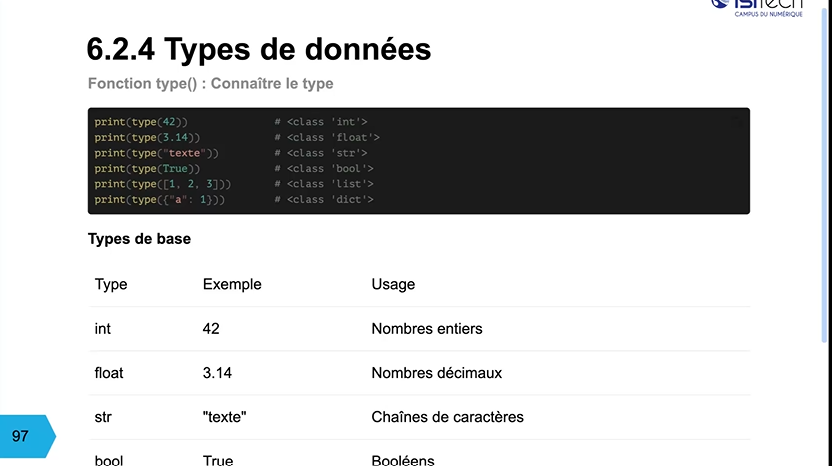 ISITECH
CAMPUS DU NUMÉRIQUE
6.2.4 Types de données
Fonction type() : Connaître le type
print(type(42)) # <class 'int'>
print(type(3.14)) # <class 'float'>
print(type("texte")) # <class 'str'>
print(type(True)) # <class 'bool'>
print(type([1, 2, 3])) # <class 'list'>
print(type({"a": 1})) # <class 'dict'>
Types de base
Type Exemple Usage
int 42 Nombres entiers
float 3.14 Nombres décimaux
str "texte" Chaînes de caractères
97
bool True Booléens